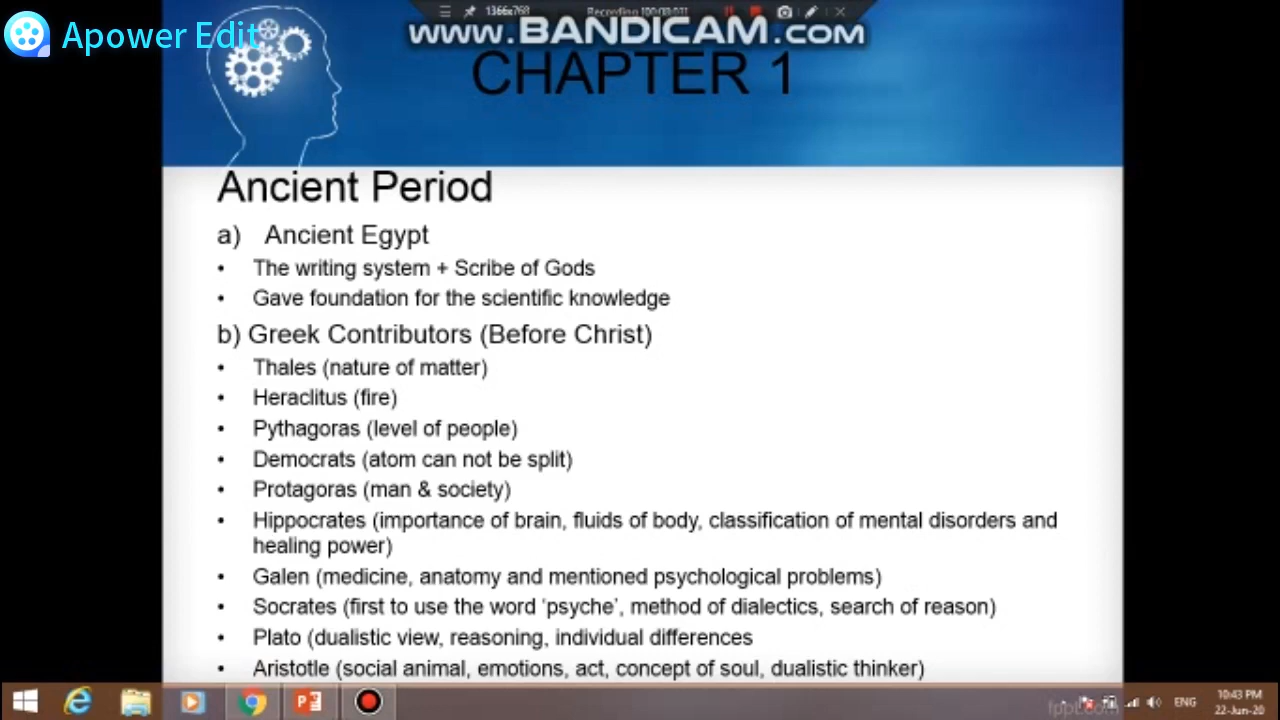 Apower Edit
1366x768
www.BANDICAM.com
CHAPTER 1
Ancient Period
a) Ancient Egypt
• The writing system + Scribe of Gods
• Gave foundation for the scientific knowledge
b) Greek Contributors (Before Christ)
• Thales (nature of matter)
• Heraclitus (fire)
• Pythagoras (level of people)
• Democrats (atom can not be split)
• Protagoras (man & society)
• Hippocrates (importance of brain, fluids of body, classification of mental disorders and
healing power)
• Galen (medicine, anatomy and mentioned psychological problems)
• Socrates (first to use the word ‘psyche’, method of dialectics, search of reason)
• Plato (dualistic view, reasoning, individual differences
• Aristotle (social animal, emotions, act, concept of soul, dualistic thinker)
fppt.com
ENG
10:43 PM
22-Jun-20